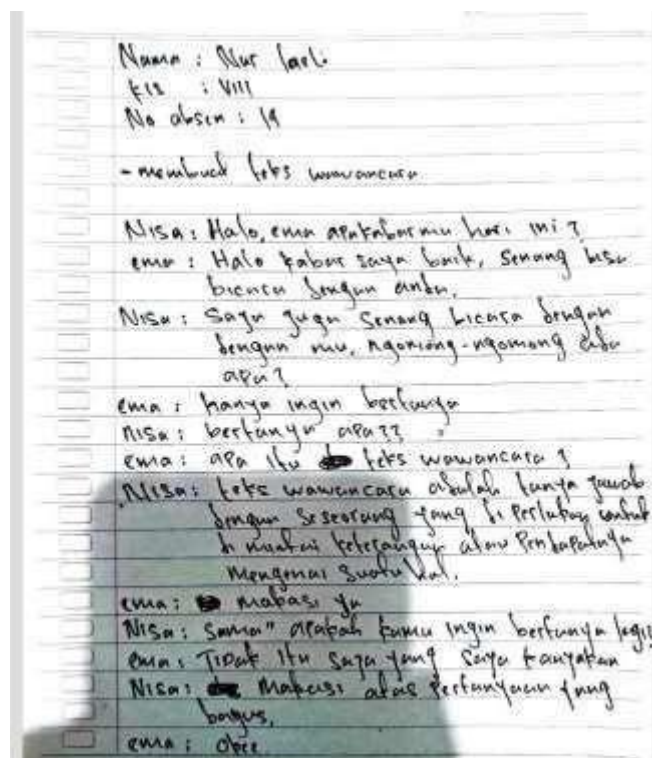 Nama : Nur laeli
Kls : VIII
No absen : 19
- membuat teks wawancara
Nisa : Halo, ema apakabarmu hari ini ?
ema : Halo kabar saya baik, Senang bisa
bicara dengan anda.
Nisa : Saya juga Senang bicara dengan
dengan mu, ngomong-ngomong ada
apa ?
ema : hanya ingin bertanya
nisa : bertanya apa ??
ema : apa itu teks wawancara ?
Nisa : teks wawancara adalah tanya jawab
dengan seseorang yang di perlukan untuk
di muatai keterangan atau Pendapatnya
Mengenai Suatu hal.
ema : makasi ya
Nisa : Sama" apakah kamu ingin bertanya lagi?
ema : Tidak itu saja yang saya tanyakan
Nisa : Makasi atas Pertanyaan yang
bagus.
ema : okee